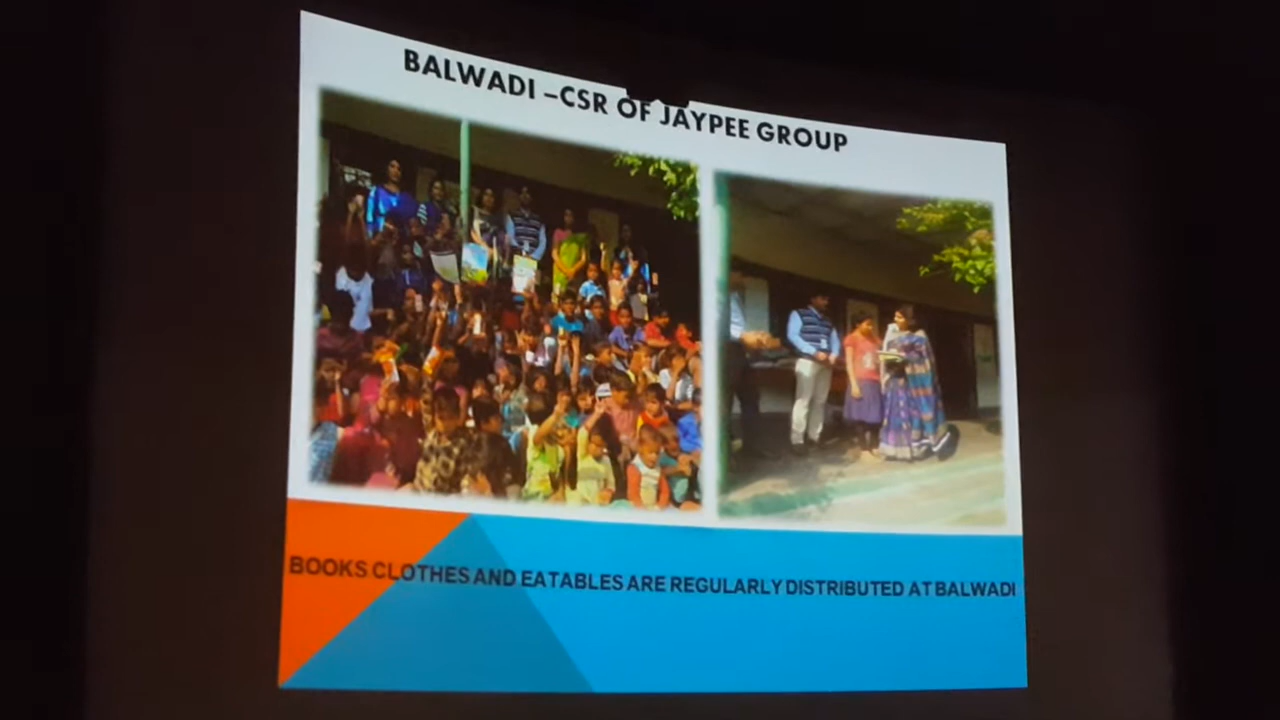 BALWADI –CSR OF JAYPEE GROUP
BOOKS CLOTHES AND EATABLES ARE REGULARLY DISTRIBUTED AT BALWADI